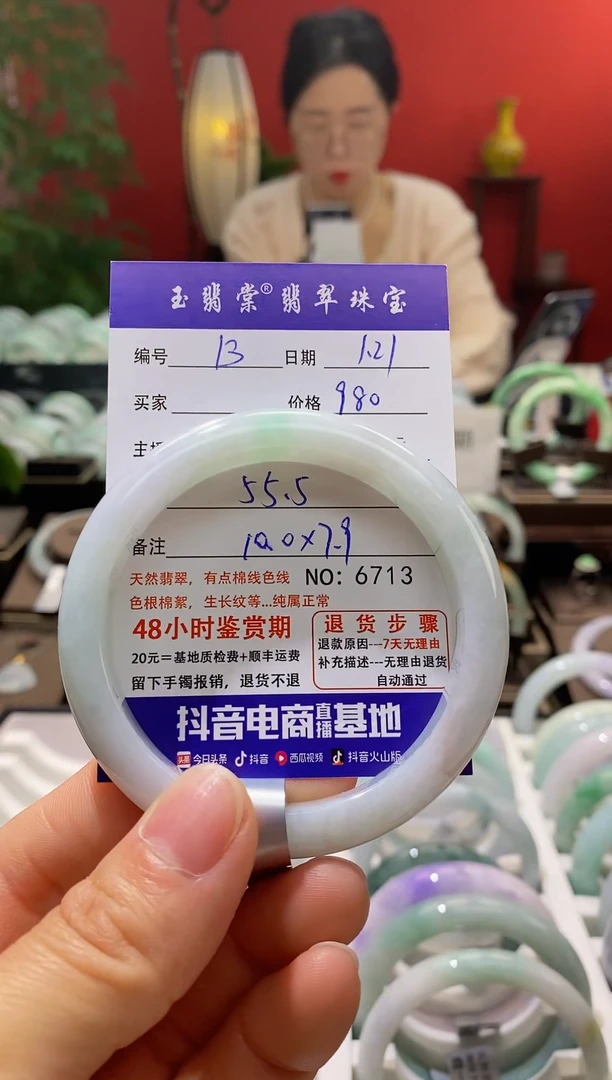 玉翡棠®翡翠珠宝
编号 13 日期 1.21
买家 价格 980
主
55.5
备注 10.0×7.9
天然翡翠，有点棉线色线 NO: 6713
色根棉絮，生长纹等...纯属正常
48小时鉴赏期
20元=基地质检费+顺丰运费
留下手镯报销，退货不退
退货步骤
退款原因---7天无理由
补充描述---无理由退货
自动通过
抖音电商直播基地
头条 今日头条 抖音 西瓜视频 抖音火山版